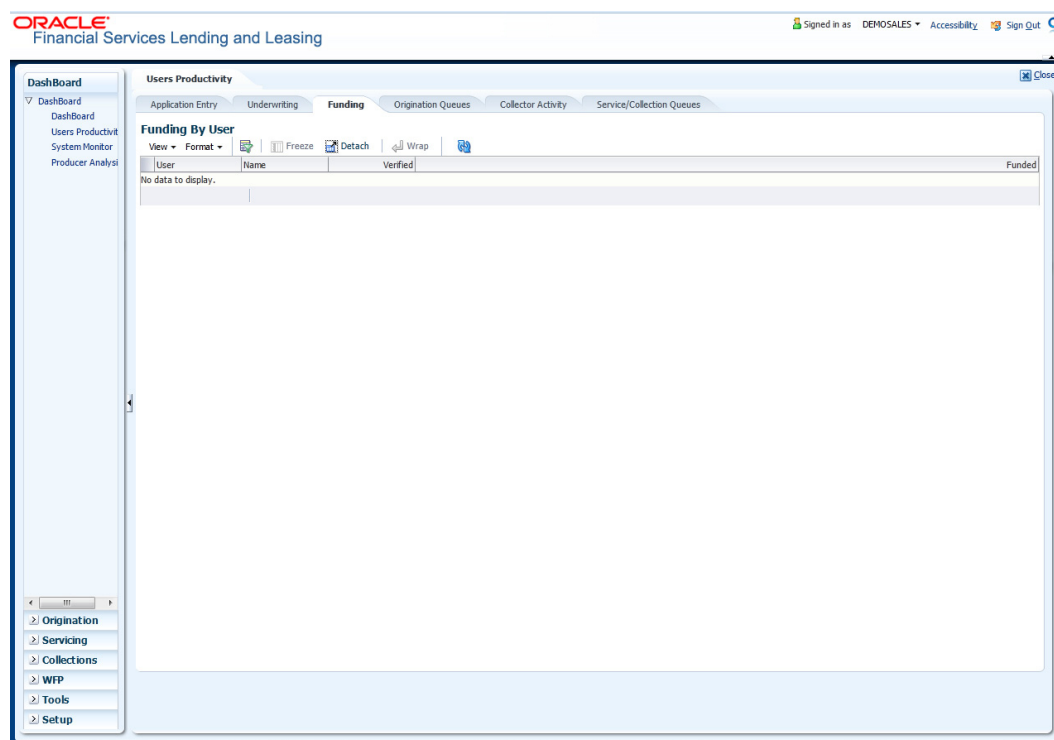 ORACLE®
Financial Services Lending and Leasing
Signed in as DEMOSALES Accessibility Sign Out
DashBoard
DashBoard
DashBoard
Users Productivit
System Monitor
Producer Analysi
Users Productivity
Close
Application Entry Underwriting Funding Origination Queues Collector Activity Service/Collection Queues
Funding By User
View Format Freeze Detach Wrap
User Name Verified Funded
No data to display.
Origination
Servicing
Collections
WFP
Tools
Setup